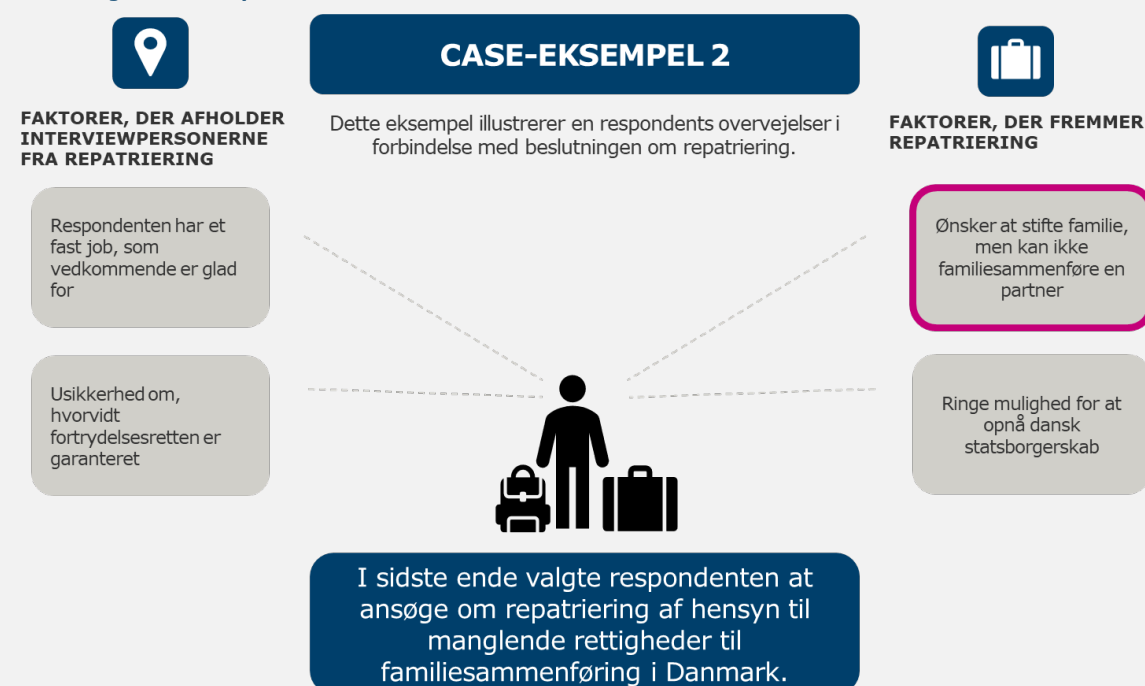 CASE-EKSEMPEL 2
FAKTORER, DER AFHOLDER
INTERVIEWPERSONERNE
FRA REPATRIERING
Dette eksempel illustrerer en respondents overvejelser i
forbindelse med beslutningen om repatriering.
FAKTORER, DER FREMMER
REPATRIERING
Respondenten har et
fast job, som
vedkommende er glad
for
Ønsker at stifte familie,
men kan ikke
familiesammenføre en
partner
Usikkerhed om,
hvorvidt
fortrydelsesretten er
garanteret
Ringe mulighed for at
opnå dansk
statsborgerskab
I sidste ende valgte respondenten at
ansøge om repatriering af hensyn til
manglende rettigheder til
familiesammenføring i Danmark.